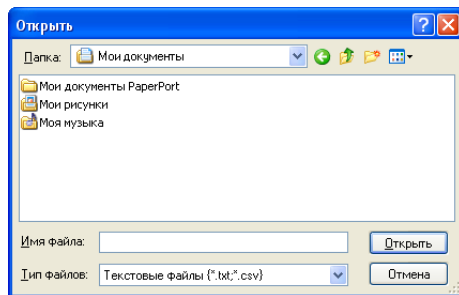 Открыть
Папка: Мои документы
Мои документы PaperPort
Мои рисунки
Моя музыка
Имя файла: Открыть
Тип файлов: Текстовые файлы {*.txt;*.csv} Отмена